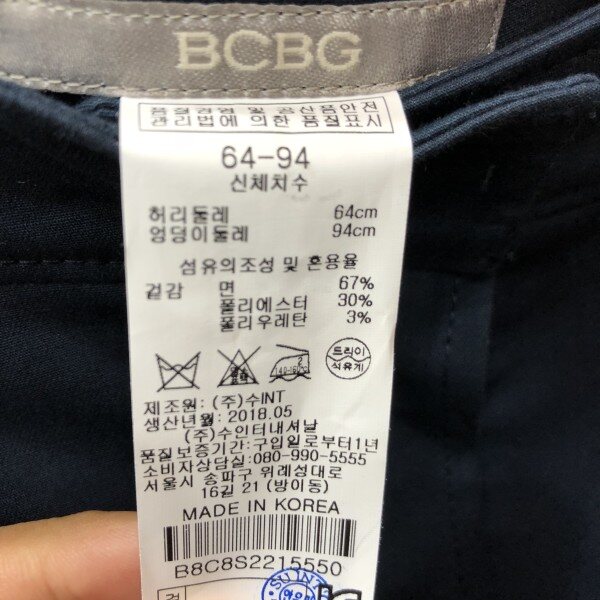 BCBG
품질경영 및 공산품안전
관리법에 의한 품질표시
64-94
신체치수
허리둘레 64cm
엉덩이둘레 94cm
섬유의조성 및 혼용율
겉감 면 67%
폴리에스터 30%
폴리우레탄 3%
2
140-160℃
드라이
석유계
제조원: (주)수INT
생산년월: 2018.05
(주)수인터내셔날
품질보증기간:구입일로부터1년
소비자상담실:080-990-5555
서울시 송파구 위례성대로
16길 21 (방이동)
MADE IN KOREA
B8C8S2215550
SU INT